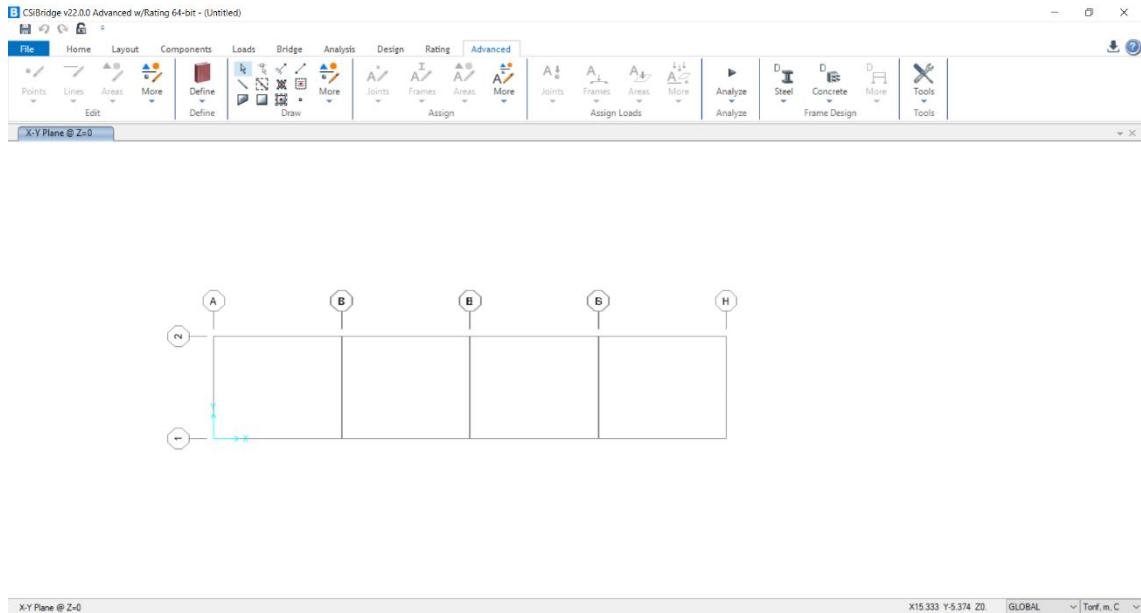 CSiBridge v22.0.0 Advanced w/Rating 64-bit - (Untitled)
File Home Layout Components Loads Bridge Analysis Design Rating Advanced
Points Lines Areas More Define More Joints Frames Areas More Joints Frames Areas More Analyze Steel Concrete More Tools
Edit Define Draw Assign Assign Loads Analyze Frame Design Tools
X-Y Plane @ Z=0
A H
2
Y
1 X
X-Y Plane @ Z=0 X15.333 Y-5.374 Z0. GLOBAL Tonf, m, C